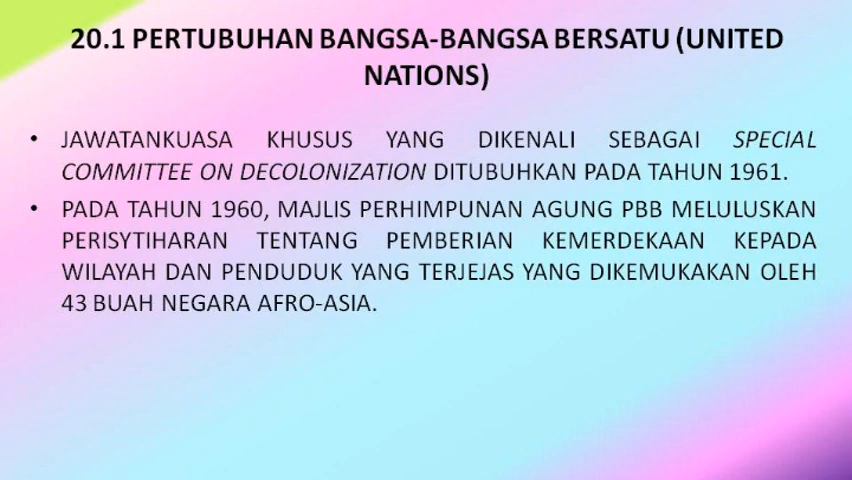 20.1 PERTUBUHAN BANGSA-BANGSA BERSATU (UNITED
NATIONS)
• JAWATANKUASA KHUSUS YANG DIKENALI SEBAGAI SPECIAL
COMMITTEE ON DECOLONIZATION DITUBUHKAN PADA TAHUN 1961.
• PADA TAHUN 1960, MAJLIS PERHIMPUNAN AGUNG PBB MELULUSKAN
PERISYTIHARAN TENTANG PEMBERIAN KEMERDEKAAN KEPADA
WILAYAH DAN PENDUDUK YANG TERJEJAS YANG DIKEMUKAKAN OLEH
43 BUAH NEGARA AFRO-ASIA.